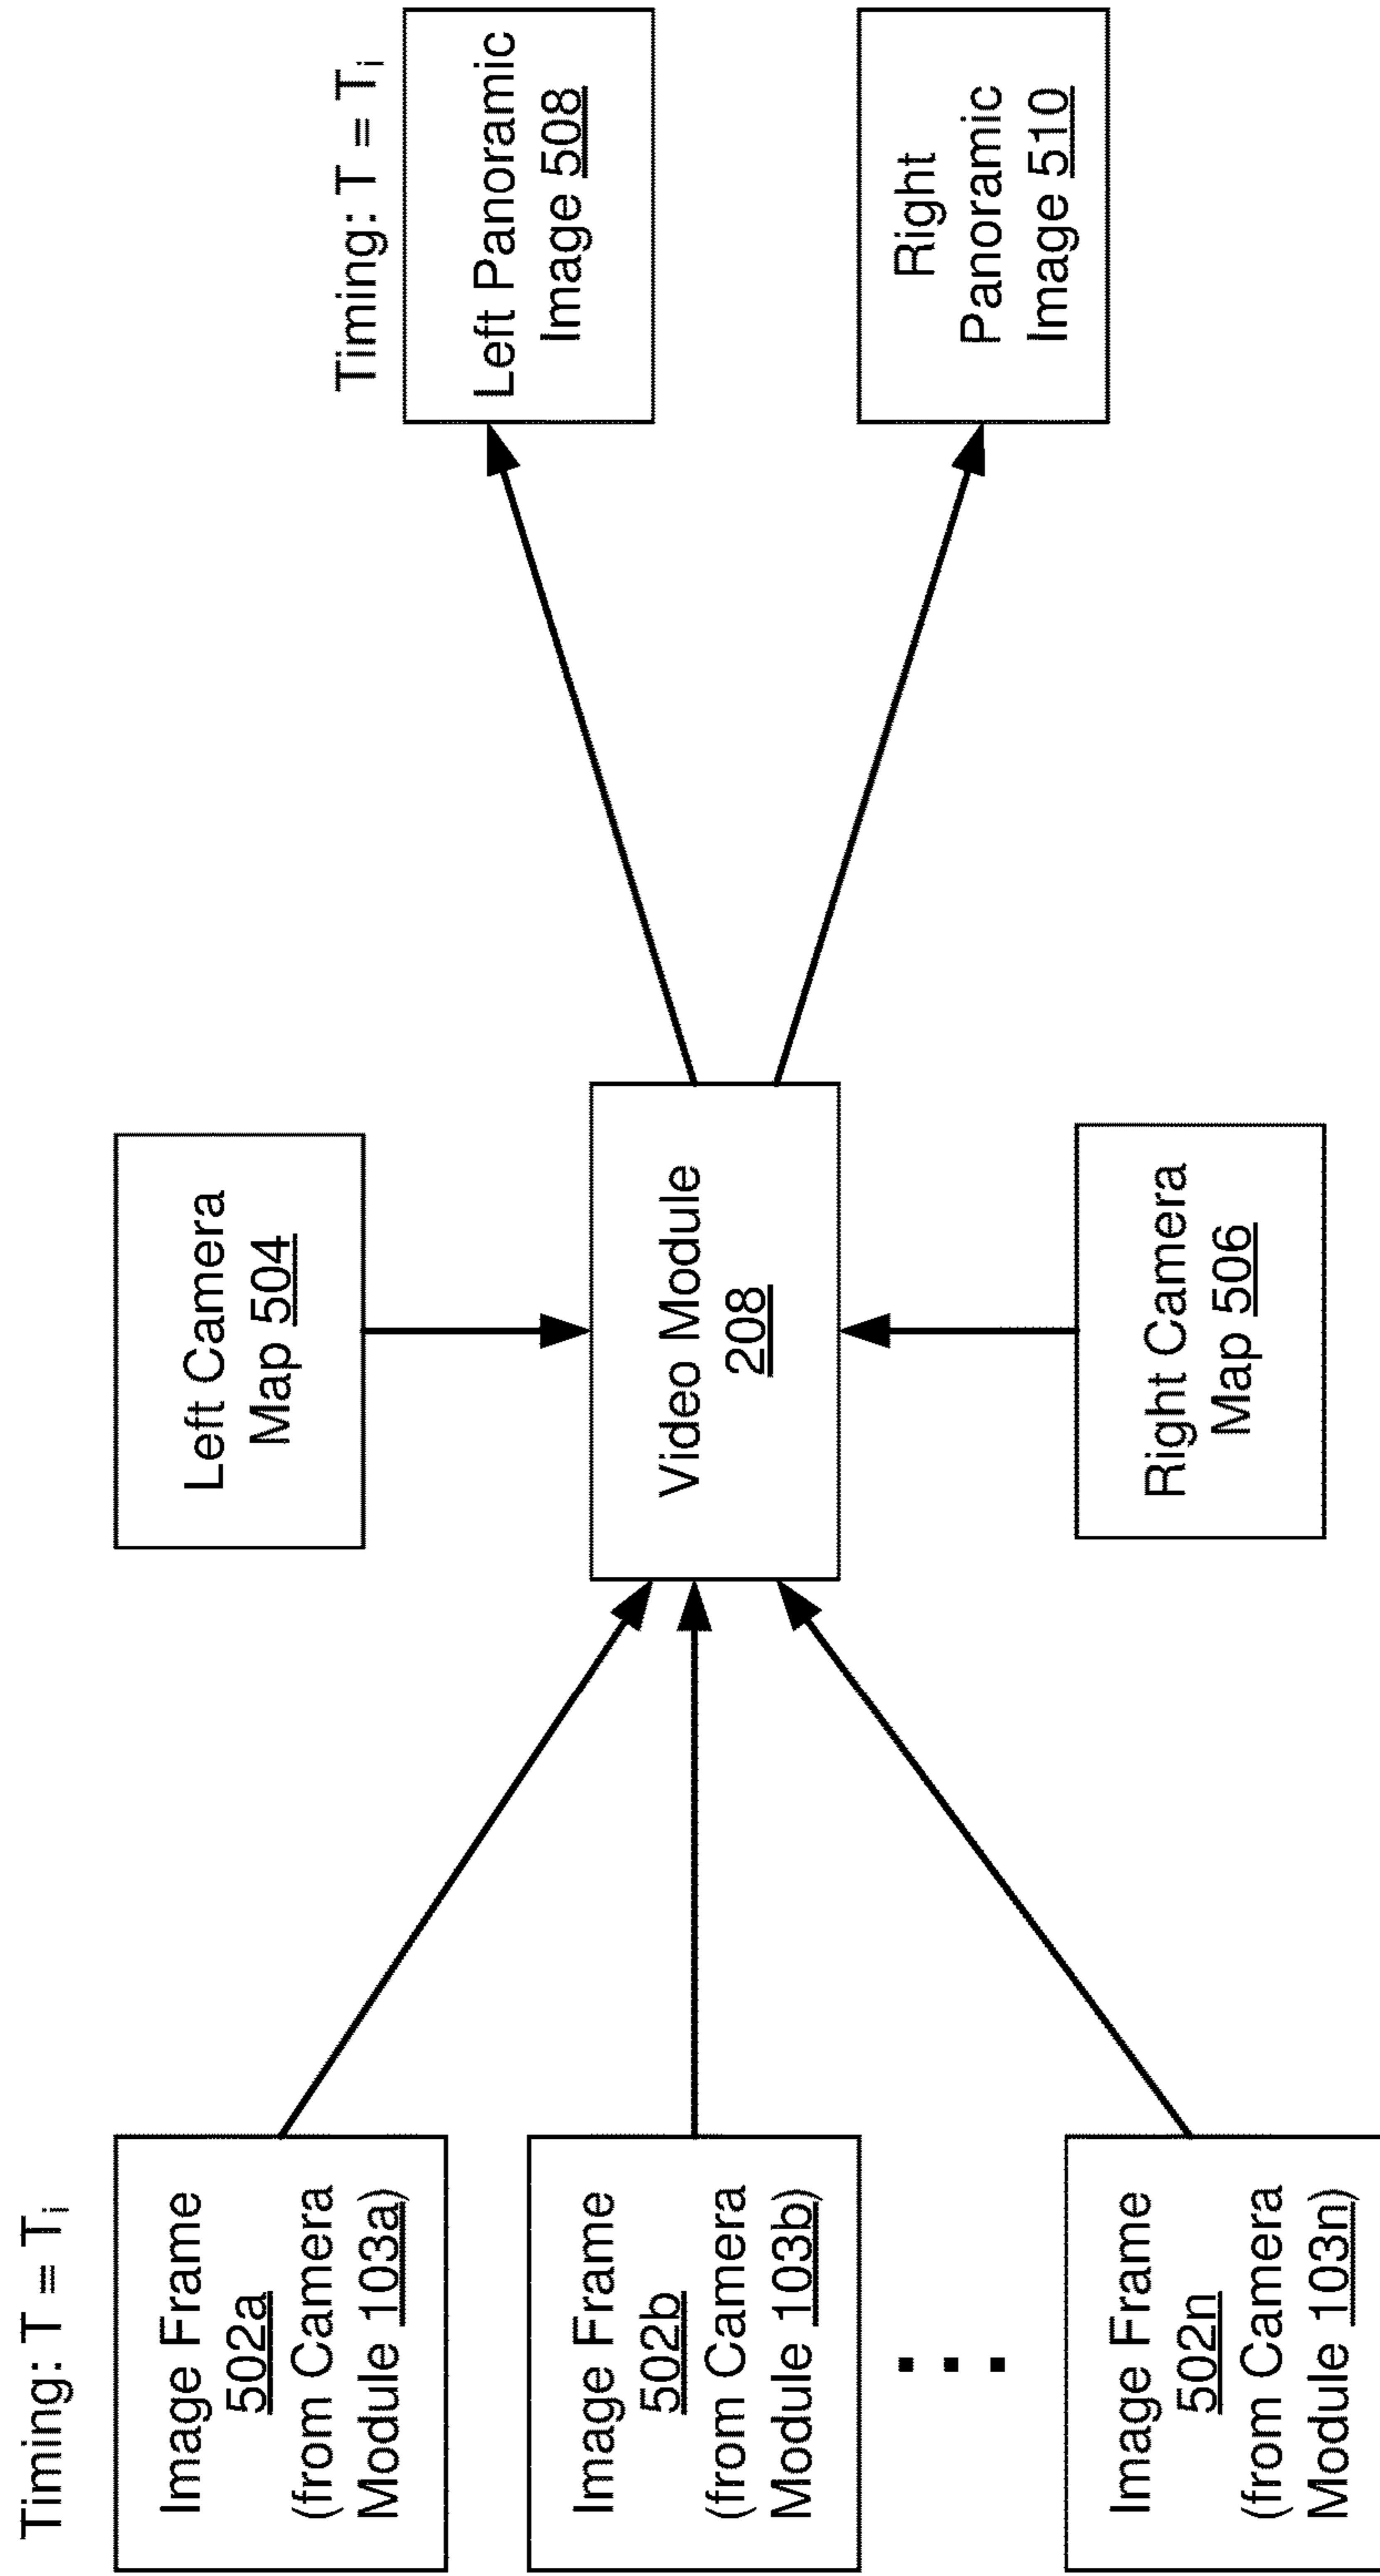 Timing: T = Ti
Image Frame
502a
(from Camera
Module 103a)
Image Frame
502b
(from Camera
Module 103b)
Image Frame
502n
(from Camera
Module 103n)
Left Camera
Map 504
Video Module
208
Right Camera
Map 506
Timing: T = Ti
Left Panoramic
Image 508
Right
Panoramic
Image 510